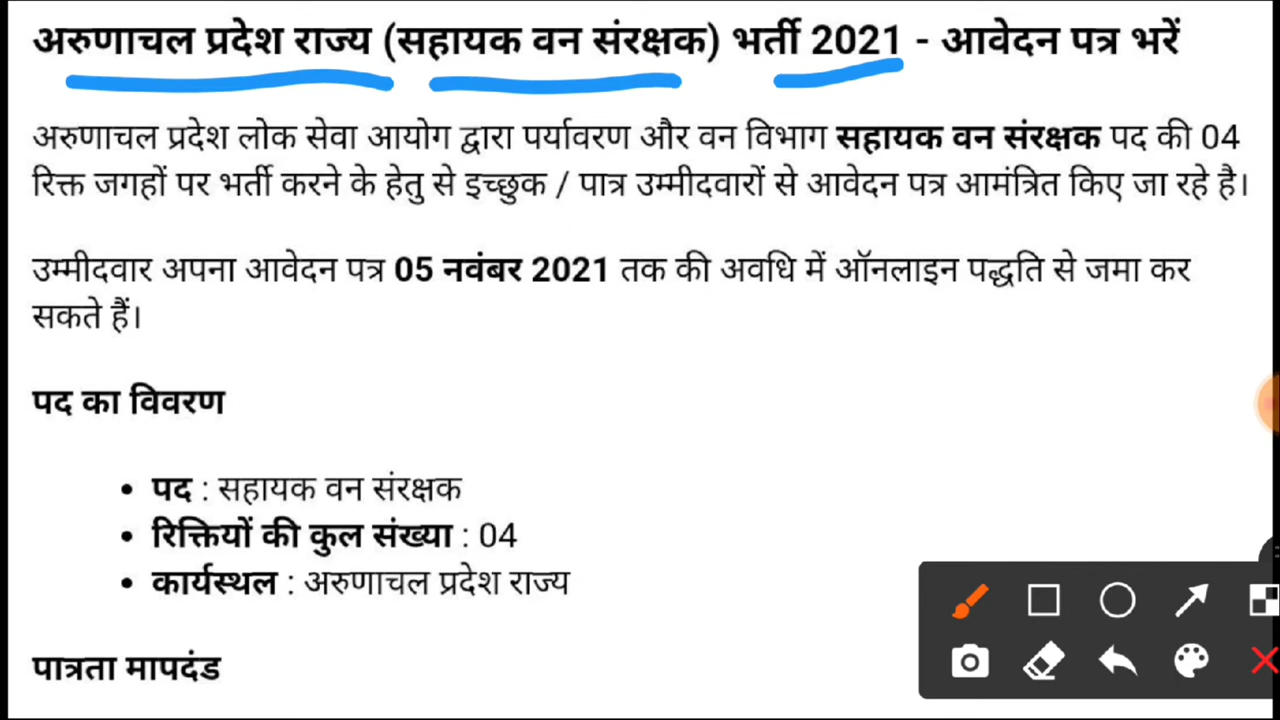 अरुणाचल प्रदेश राज्य (सहायक वन संरक्षक) भर्ती 2021 - आवेदन पत्र भरें
अरुणाचल प्रदेश लोक सेवा आयोग द्वारा पर्यावरण और वन विभाग सहायक वन संरक्षक पद की 04
रिक्त जगहों पर भर्ती करने के हेतु से इच्छुक / पात्र उम्मीदवारों से आवेदन पत्र आमंत्रित किए जा रहे है।
उम्मीदवार अपना आवेदन पत्र 05 नवंबर 2021 तक की अवधि में ऑनलाइन पद्धति से जमा कर
सकते हैं।
पद का विवरण
• पद : सहायक वन संरक्षक
• रिक्तियों की कुल संख्या : 04
• कार्यस्थल : अरुणाचल प्रदेश राज्य
पात्रता मापदंड